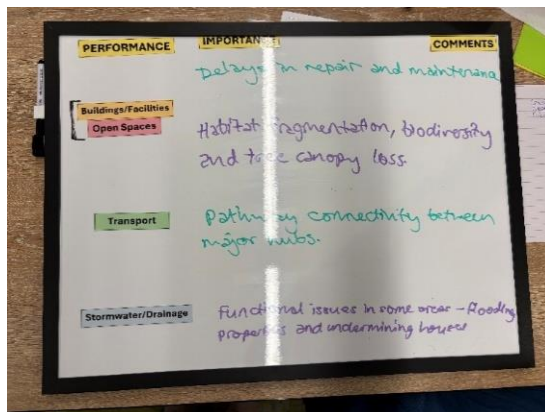 PERFORMANCE IMPORTANCE COMMENTS
Delays in repair and maintenance
Buildings/Facilities
Open Spaces
Habitat fragmentation, biodiversity
and tree canopy loss.
Transport
Pathway connectivity between
major hubs.
Stormwater/Drainage
Functional issues in some areas - flooding
properties and undermining houses